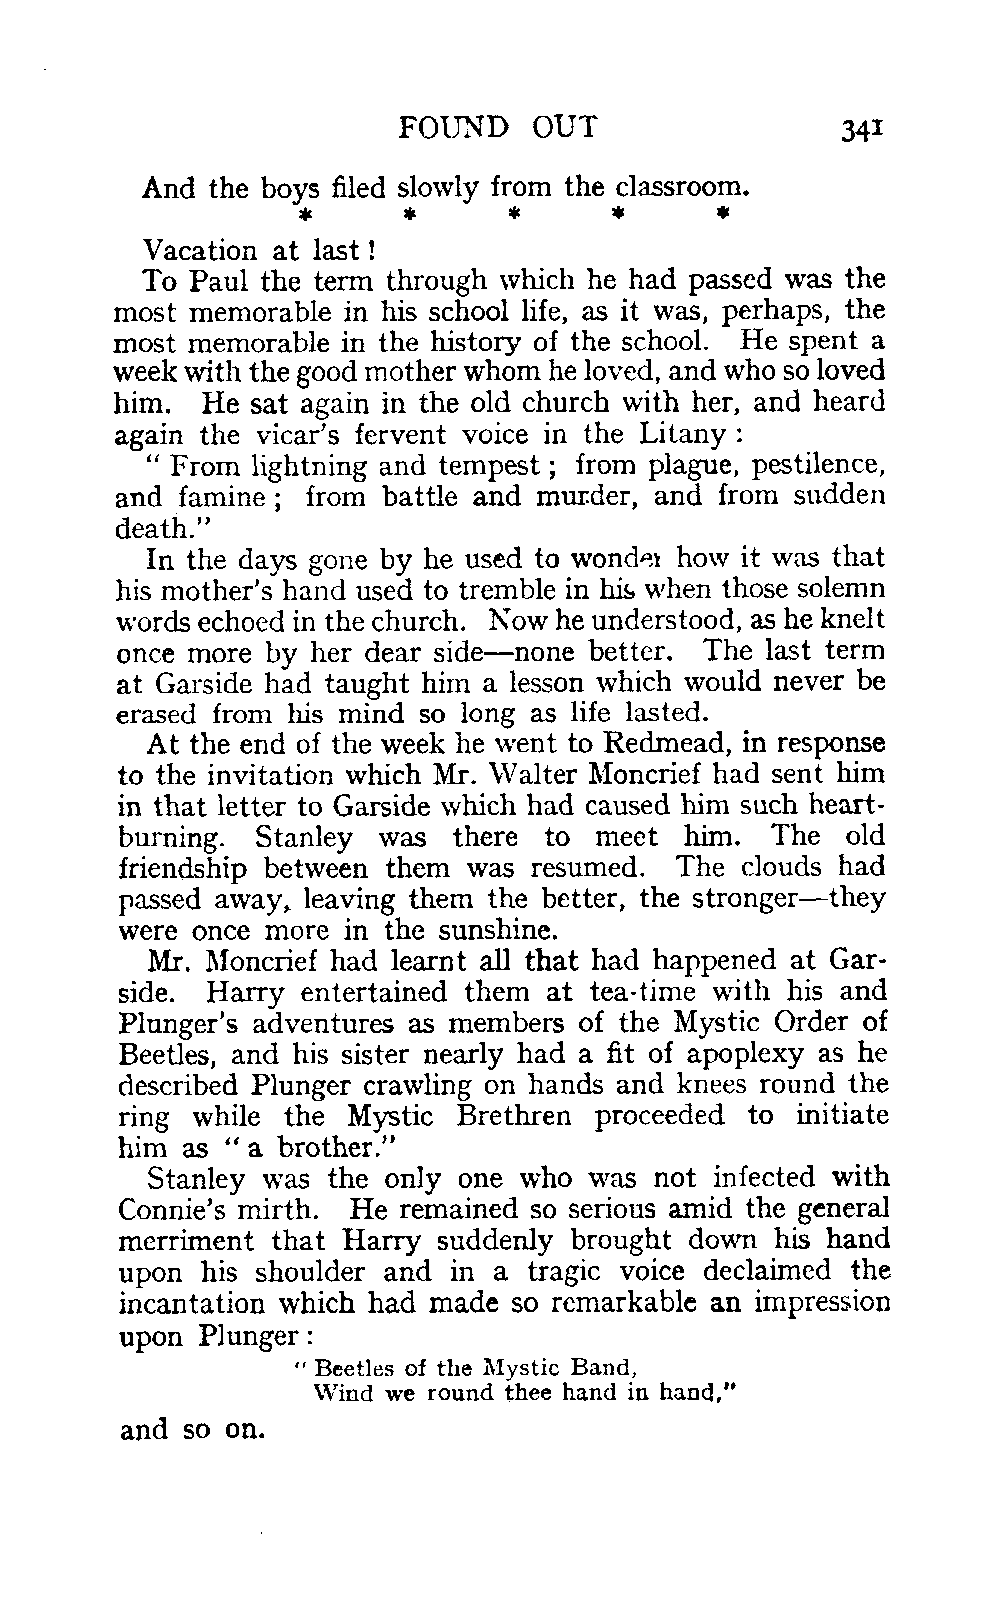 FOUND OUT 341
And the boys filed slowly from the classroom.
* * * * *
Vacation at last !
To Paul the term through which he had passed was the
most memorable in his school life, as it was, perhaps, the
most memorable in the history of the school. He spent a
week with the good mother whom he loved, and who so loved
him. He sat again in the old church with her, and heard
again the vicar's fervent voice in the Litany :
" From lightning and tempest ; from plague, pestilence,
and famine ; from battle and murder, and from sudden
death."
In the days gone by he used to wonder how it was that
his mother's hand used to tremble in his when those solemn
words echoed in the church. Now he understood, as he knelt
once more by her dear side—none better. The last term
at Garside had taught him a lesson which would never be
erased from his mind so long as life lasted.
At the end of the week he went to Redmead, in response
to the invitation which Mr. Walter Moncrief had sent him
in that letter to Garside which had caused him such heart-
burning. Stanley was there to meet him. The old
friendship between them was resumed. The clouds had
passed away, leaving them the better, the stronger—they
were once more in the sunshine.
Mr. Moncrief had learnt all that had happened at Gar-
side. Harry entertained them at tea-time with his and
Plunger's adventures as members of the Mystic Order of
Beetles, and his sister nearly had a fit of apoplexy as he
described Plunger crawling on hands and knees round the
ring while the Mystic Brethren proceeded to initiate
him as " a brother."
Stanley was the only one who was not infected with
Connie's mirth. He remained so serious amid the general
merriment that Harry suddenly brought down his hand
upon his shoulder and in a tragic voice declaimed the
incantation which had made so remarkable an impression
upon Plunger :
" Beetles of the Mystic Band,
Wind we round thee hand in hand,"
and so on.